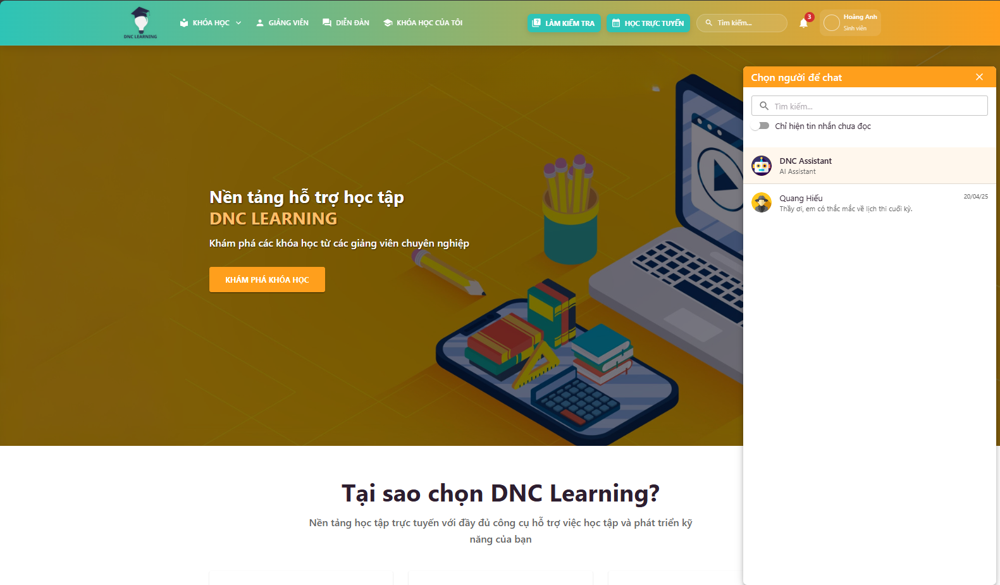 DNC LEARNING
KHÓA HỌC
GIẢNG VIÊN
DIỄN ĐÀN
KHÓA HỌC CỦA TÔI
LÀM KIỂM TRA
HỌC TRỰC TUYẾN
Tìm kiếm...
3
Hoảng Anh
Sinh viên
Nền tảng hỗ trợ học tập
DNC LEARNING
Khám phá các khóa học từ các giảng viên chuyên nghiệp
KHÁM PHÁ KHÓA HỌC
Chọn người để chat
Tìm kiếm...
Chỉ hiện tin nhắn chưa đọc
DNC Assistant
AI Assistant
Quang Hiếu
20/04/25
Thầy ơi, em có thắc mắc về lịch thi cuối kỳ.
Tại sao chọn DNC Learning?
Nền tảng học tập trực tuyến với đầy đủ công cụ hỗ trợ việc học tập và phát triển kỹ
năng của bạn